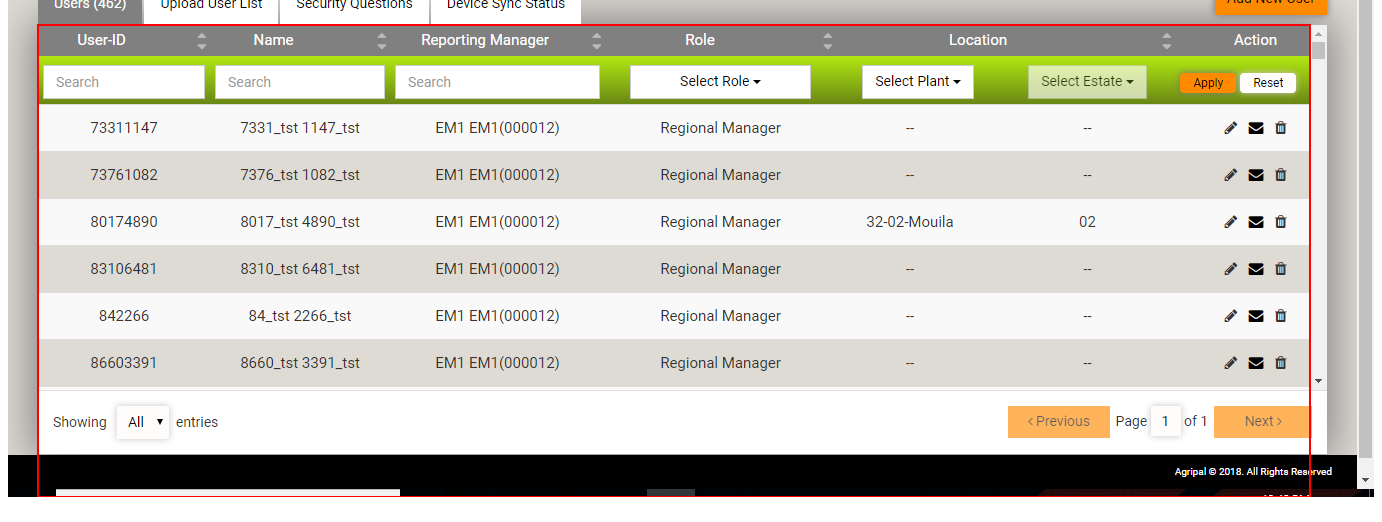 Users (462) Upload User List Security Questions Device Sync Status Add New User
User-ID Name Reporting Manager Role Location Action
Search Search Search Select Role Select Plant Select Estate Apply Reset
73311147 7331_tst 1147_tst EM1 EM1(000012) Regional Manager -- --
73761082 7376_tst 1082_tst EM1 EM1(000012) Regional Manager -- --
80174890 8017_tst 4890_tst EM1 EM1(000012) Regional Manager 32-02-Mouila 02
83106481 8310_tst 6481_tst EM1 EM1(000012) Regional Manager -- --
842266 84_tst 2266_tst EM1 EM1(000012) Regional Manager -- --
86603391 8660_tst 3391_tst EM1 EM1(000012) Regional Manager -- --
Showing All entries < Previous Page 1 of 1 Next >
Agripal © 2018. All Rights Reserved